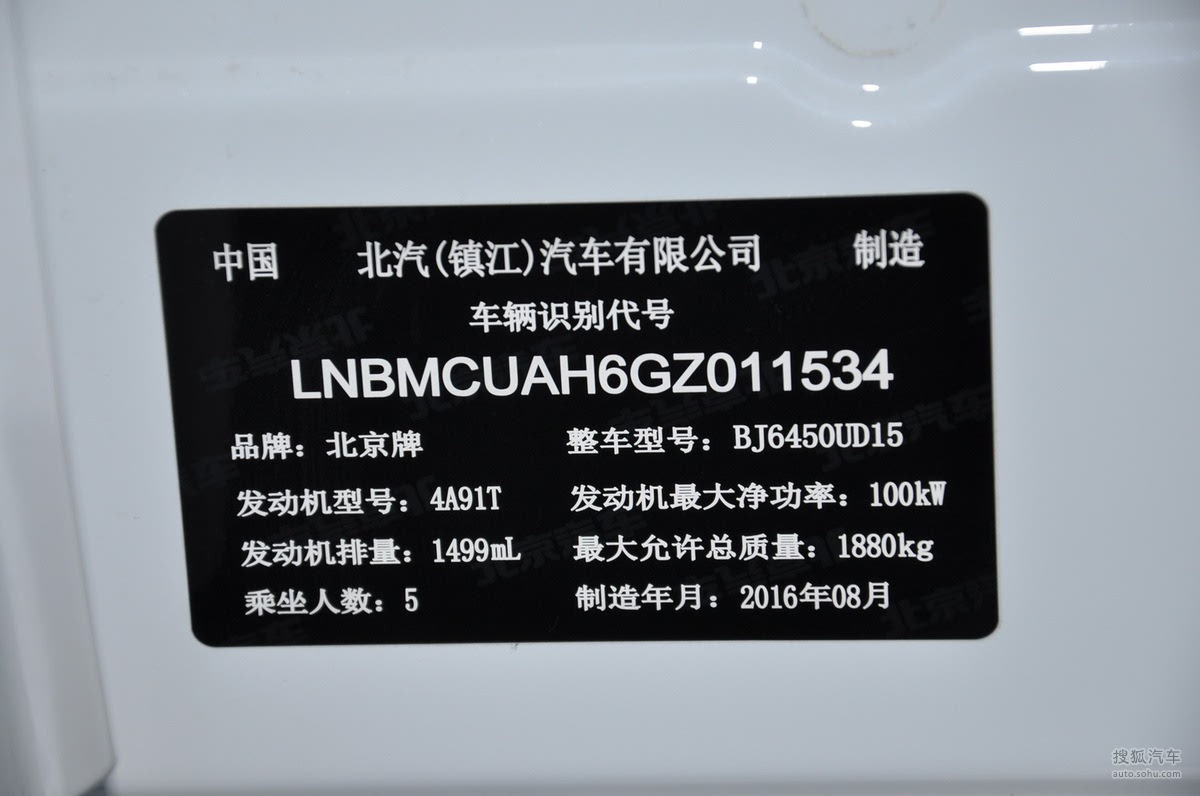 中国 北汽(镇江)汽车有限公司 制造
车辆识别代号
LNBMCUAH6GZ011534
品牌：北京牌 整车型号：BJ6450UD15
发动机型号：4A91T 发动机最大净功率：100kW
发动机排量：1499mL 最大允许总质量：1880kg
乘坐人数：5 制造年月：2016年08月
搜狐汽车
auto.sohu.com